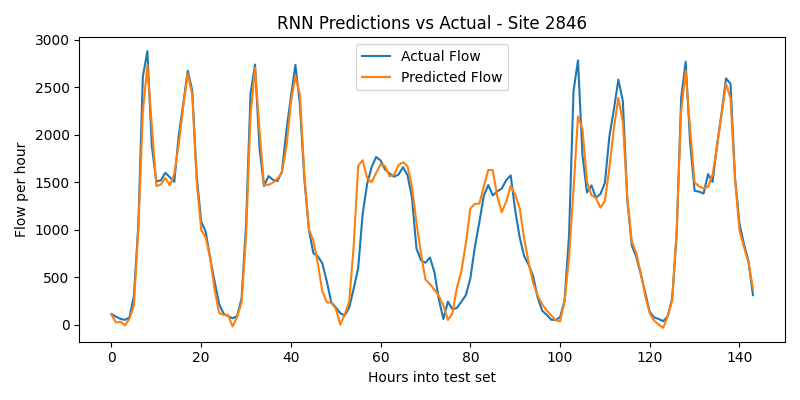 RNN Predictions vs Actual - Site 2846
Actual Flow
Predicted Flow
Flow per hour
3000
2500
2000
1500
1000
500
0
0 20 40 60 80 100 120 140
Hours into test set